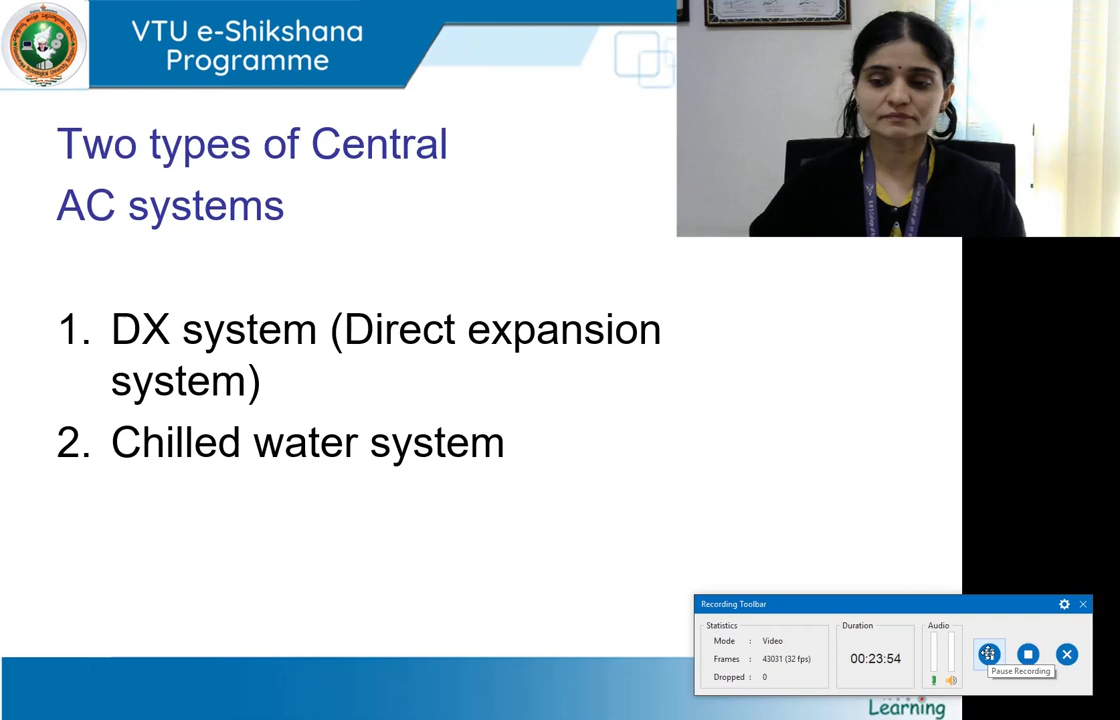 VTU e-Shikshana
Programme
Two types of Central
AC systems
1. DX system (Direct expansion
system)
2. Chilled water system
Recording Toolbar
Statistics
Mode : Video
Frames : 43031 (32 fps)
Dropped : 0
Duration
00:23:54
Audio
Pause Recording
Learning